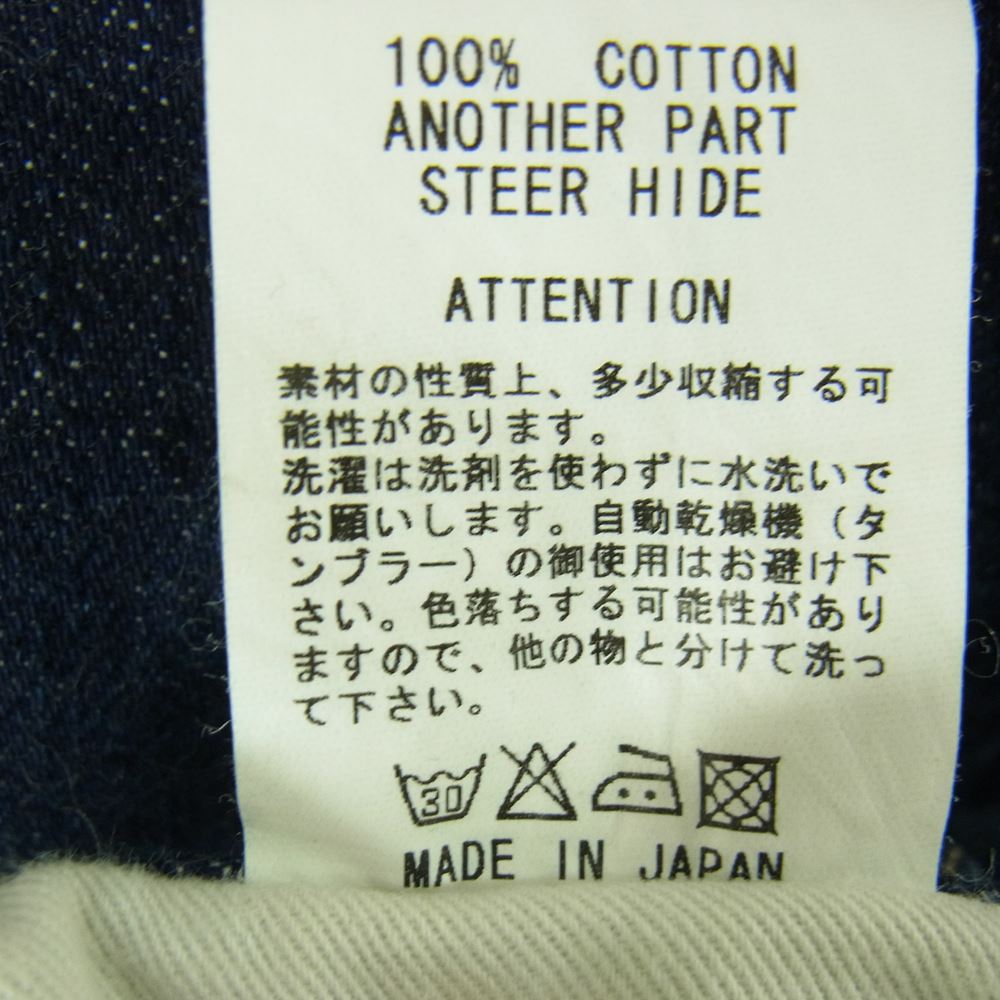 100% COTTON
ANOTHER PART
STEER HIDE
ATTENTION
素材の性質上、多少収縮する可
能性があります。
洗濯は洗剤を使わずに水洗いで
お願いします。自動乾燥機（タ
ンブラー）の御使用はお避け下
さい。色落ちする可能性があり
ますので、他の物と分けて洗っ
て下さい。
30
MADE IN JAPAN